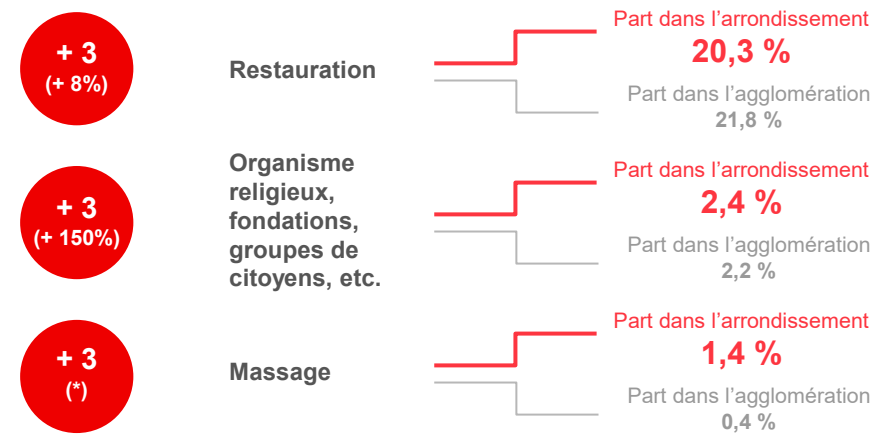 + 3
(+ 8%)
Restauration
Part dans l'arrondissement
20,3 %
Part dans l'agglomération
21,8 %
+ 3
(+ 150%)
Organisme
religieux,
fondations,
groupes de
citoyens, etc.
Part dans l'arrondissement
2,4 %
Part dans l'agglomération
2,2 %
+ 3
(*)
Massage
Part dans l'arrondissement
1,4 %
Part dans l'agglomération
0,4 %